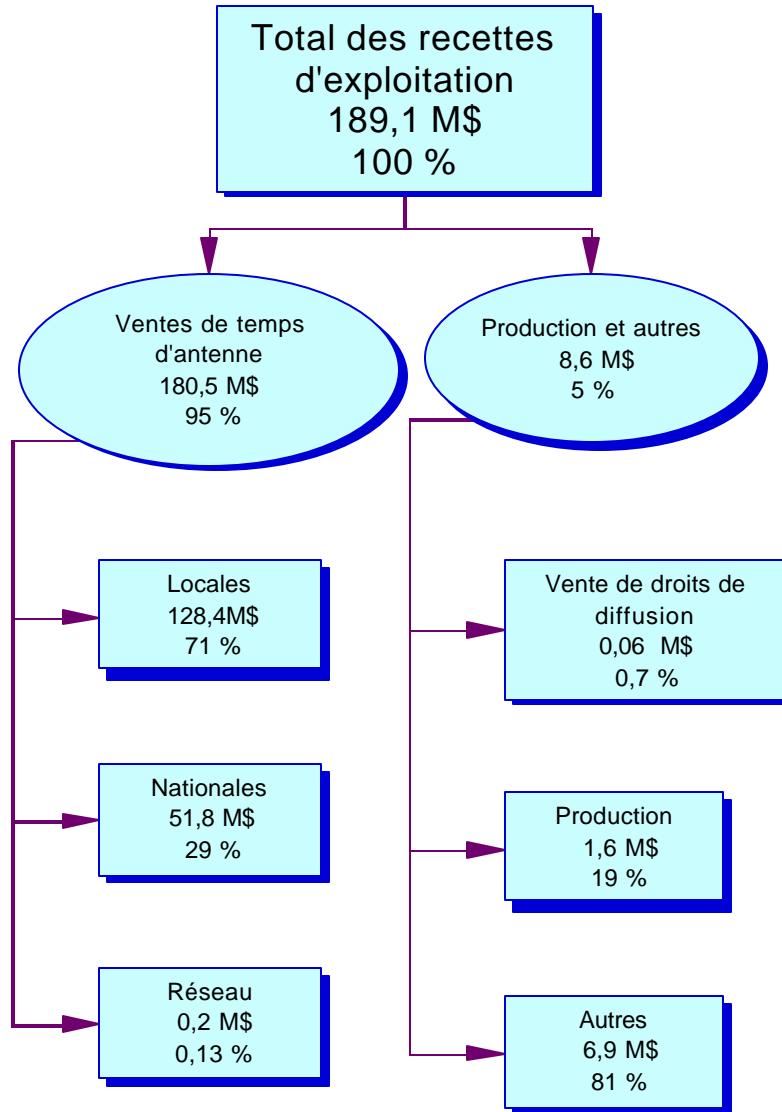 Total des recettes
d'exploitation
189,1 M$
100 %
Ventes de temps
d'antenne
180,5 M$
95 %
Production et autres
8,6 M$
5 %
Locales
128,4M$
71 %
Vente de droits de
diffusion
0,06 M$
0,7 %
Nationales
51,8 M$
29 %
Production
1,6 M$
19 %
Réseau
0,2 M$
0,13 %
Autres
6,9 M$
81 %